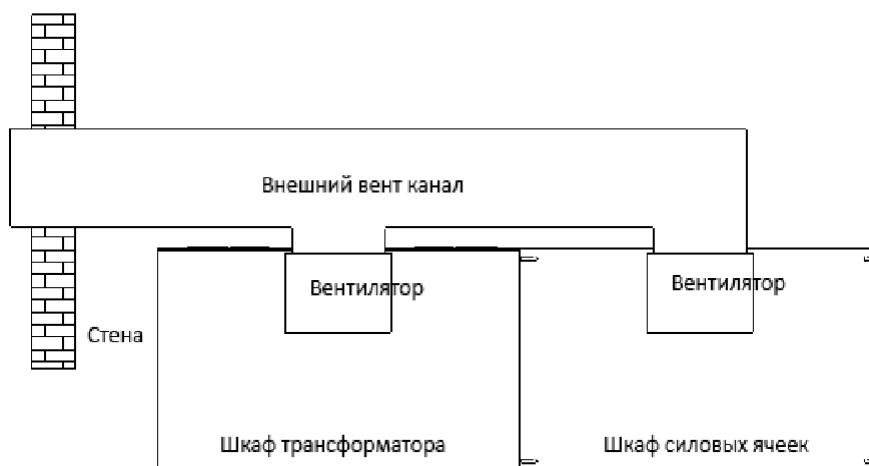 Внешний вент канал
Вентилятор
Вентилятор
Стена
Шкаф трансформатора
Шкаф силовых ячеек